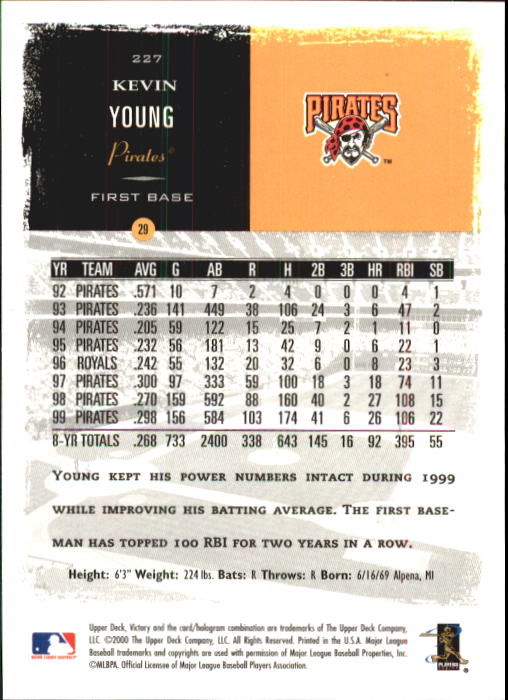 227
KEVIN
YOUNG
Pirates®
FIRST BASE
PIRATES
TM
29
YR TEAM AVG G AB R H 2B 3B HR RBI SB
92 PIRATES .571 10 7 2 4 0 0 0 4 1
93 PIRATES .236 141 449 38 106 24 3 6 47 2
94 PIRATES .205 59 122 15 25 7 2 1 11 0
95 PIRATES .232 56 181 13 42 9 0 6 22 1
96 ROYALS .242 55 132 20 32 6 0 8 23 3
97 PIRATES .300 97 333 59 100 18 3 18 74 11
98 PIRATES .270 159 592 88 160 40 2 27 108 15
99 PIRATES .298 156 584 103 174 41 6 26 106 22
8-YR TOTALS .268 733 2400 338 643 145 16 92 395 55
YOUNG KEPT HIS POWER NUMBERS INTACT DURING 1999
WHILE IMPROVING HIS BATTING AVERAGE. THE FIRST BASE-
MAN HAS TOPPED 100 RBI FOR TWO YEARS IN A ROW.
Height: 6'3" Weight: 224 lbs. Bats: R Throws: R Born: 6/16/69 Alpena, MI
Upper Deck, Victory and the card/hologram combination are trademarks of The Upper Deck Company,
LLC ©2000 The Upper Deck Company, LLC. All Rights Reserved. Printed in the U.S.A. Major League
Baseball trademarks and copyrights are used with permission of Major League Baseball Properties, Inc.
©MLBPA. Official Licensee of Major League Baseball Players Association.
MAJOR LEAGUE BASEBALL
PLAYERS